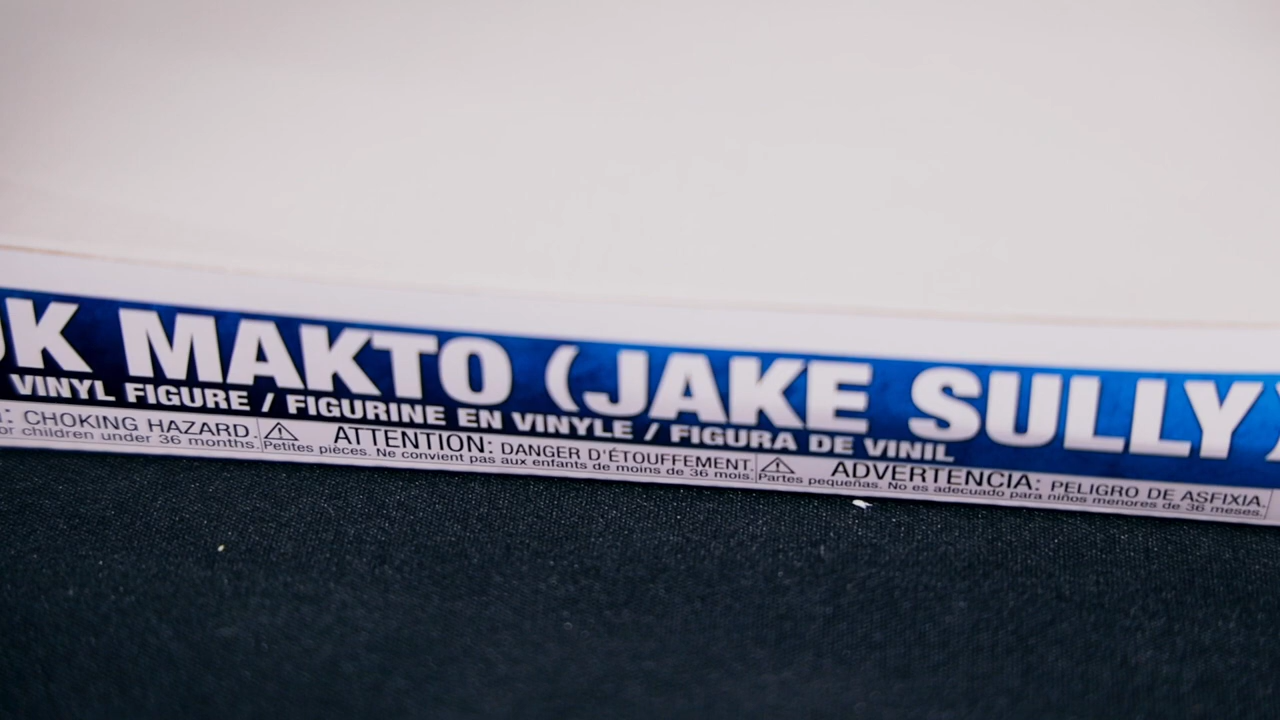 UK MAKTO (JAKE SULLY)
VINYL FIGURE / FIGURINE EN VINYLE / FIGURA DE VINIL
: CHOKING HAZARD.
or children under 36 months.
ATTENTION: DANGER D'ÉTOUFFEMENT.
Petites pièces. Ne convient pas aux enfants de moins de 36 mois.
ADVERTENCIA: PELIGRO DE ASFIXIA.
Partes pequeñas. No es adecuado para niños menores de 36 meses.